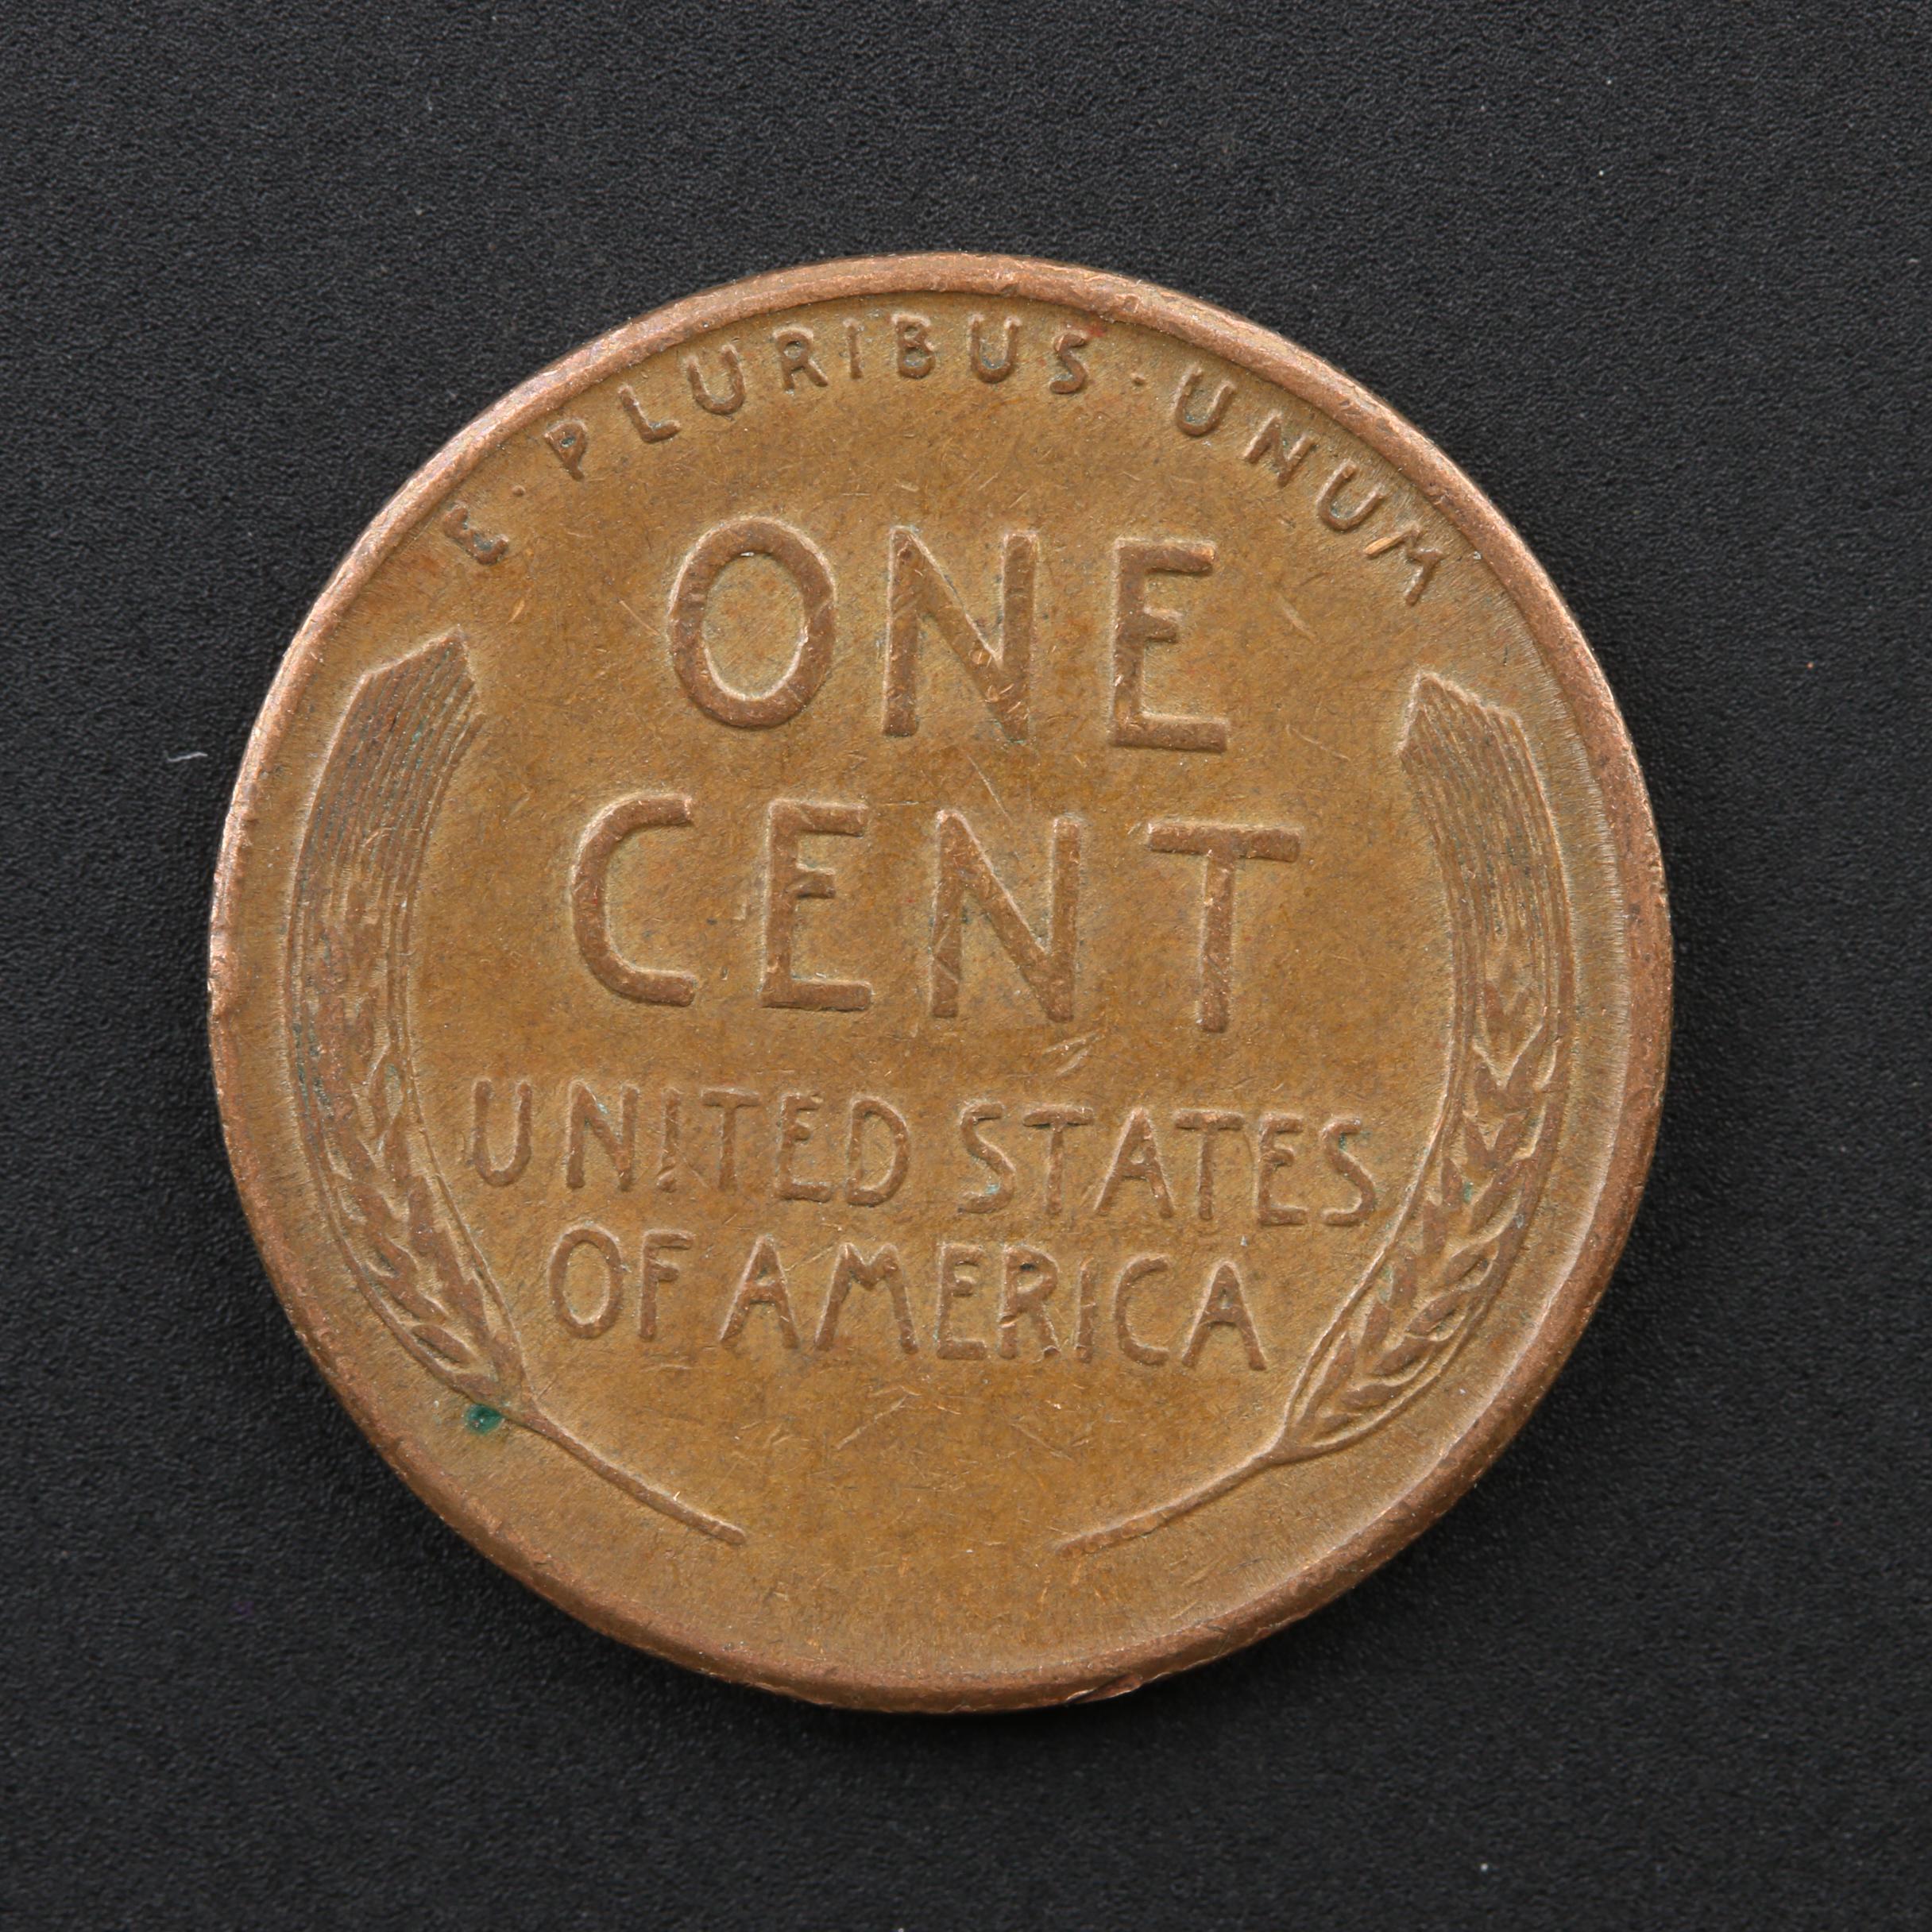 E·PLURIBUS·UNUM
ONE
CENT
UNITED STATES
OF AMERICA